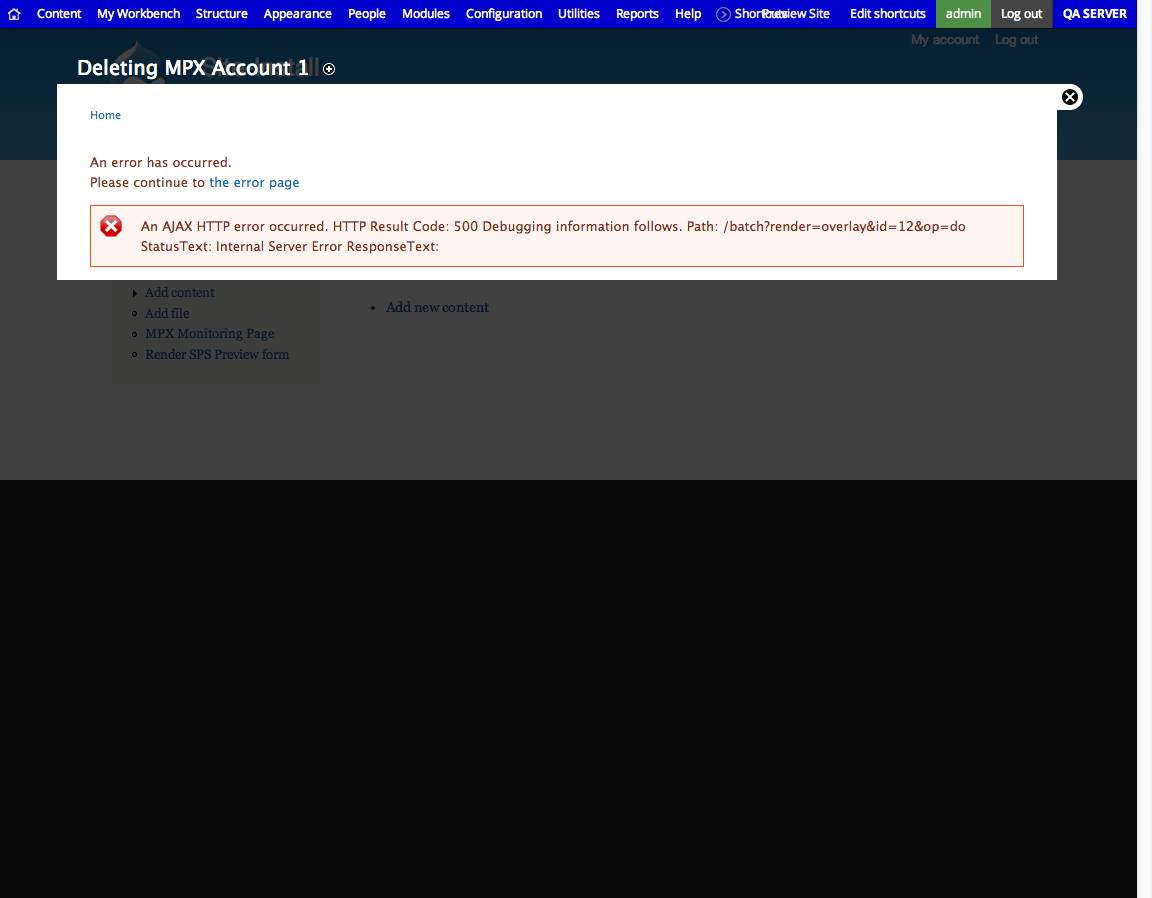 Content My Workbench Structure Appearance People Modules Configuration Utilities Reports Help Shortcuts Preview Site Edit shortcuts admin Log out QA SERVER
My account Log out
Deleting MPX Account 1
Site-Install
Home
An error has occurred.
Please continue to the error page
An AJAX HTTP error occurred. HTTP Result Code: 500 Debugging information follows. Path: /batch?render=overlay&id=12&op=do
StatusText: Internal Server Error ResponseText:
Add content
Add file
MPX Monitoring Page
Render SPS Preview form
Add new content